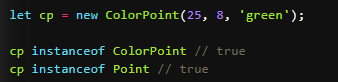 let cp = new ColorPoint(25, 8, 'green');
cp instanceof ColorPoint // true
cp instanceof Point // true